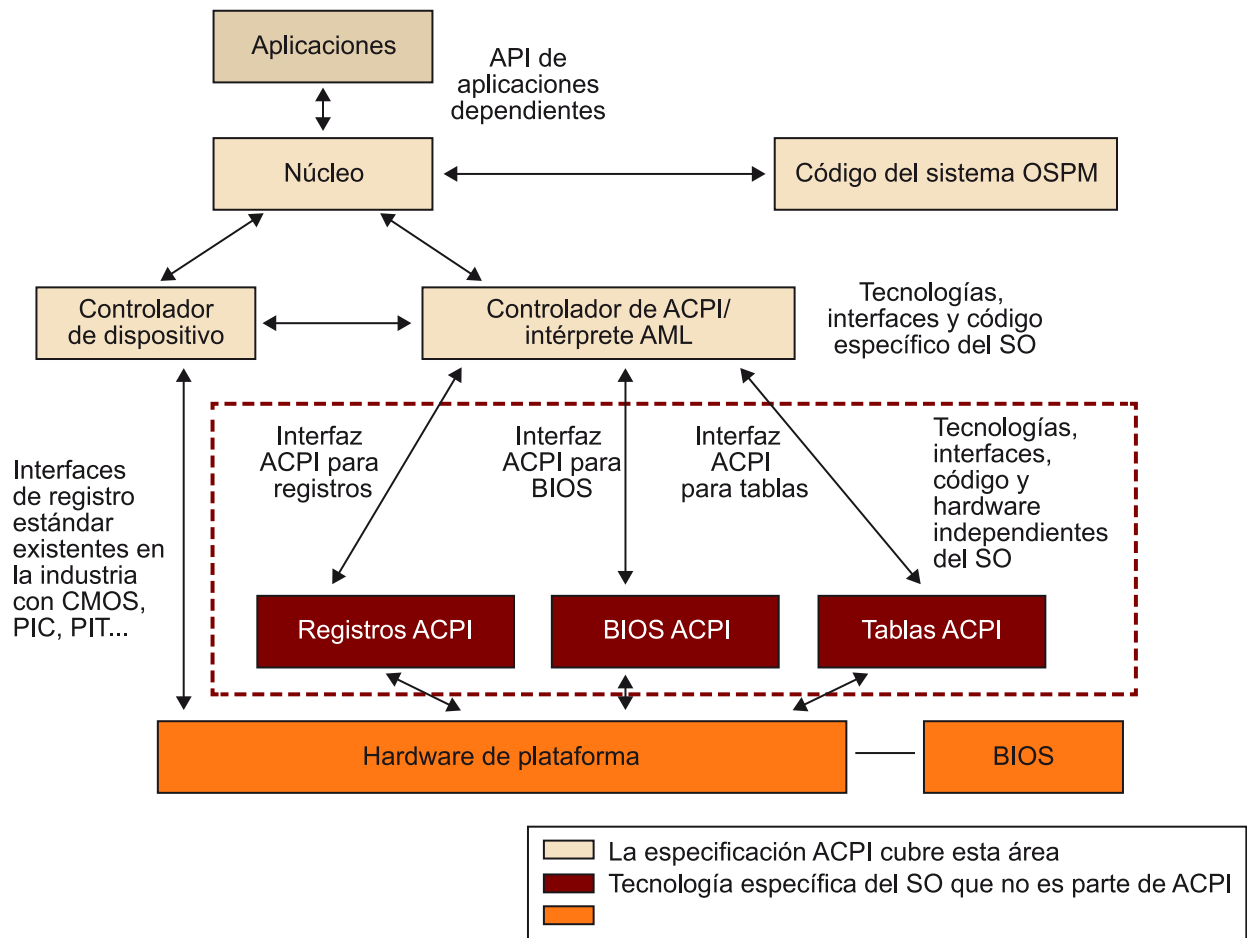 Aplicaciones
API de
aplicaciones
dependientes
Núcleo
Código del sistema OSPM
Controlador
de dispositivo
Controlador de ACPI/
intérprete AML
Tecnologías,
interfaces y código
específico del SO
Interfaces
de registro
estándar
existentes en
la industria
con CMOS,
PIC, PIT...
Interfaz
ACPI para
registros
Interfaz
ACPI para
BIOS
Interfaz
ACPI
para tablas
Tecnologías,
interfaces,
código y
hardware
independientes
del SO
Registros ACPI
BIOS ACPI
Tablas ACPI
Hardware de plataforma
BIOS
La especificación ACPI cubre esta área
Tecnología específica del SO que no es parte de ACPI